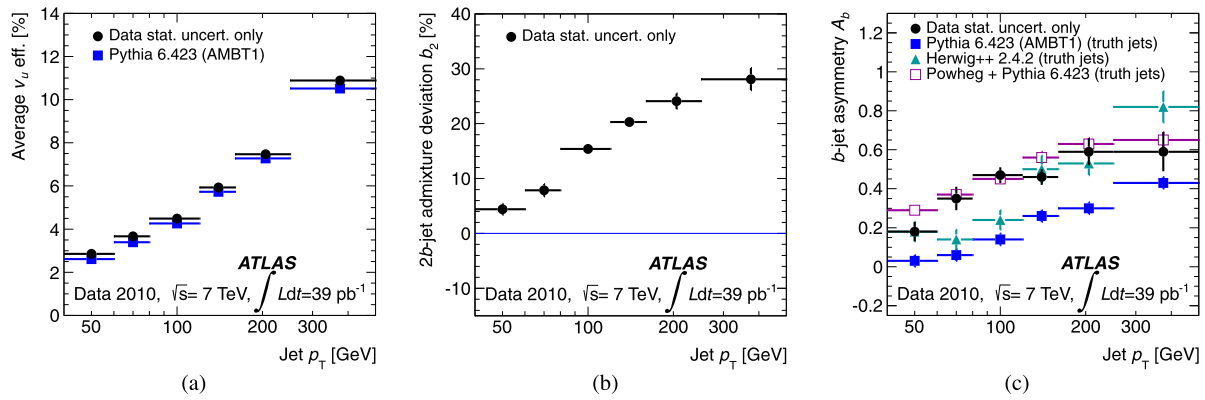 Average v_u eff. [%]
14
12
10
8
6
4
2
0
Data stat. uncert. only
Pythia 6.423 (AMBT1)
ATLAS
Data 2010, √s= 7 TeV, ∫ Ldt=39 pb⁻¹
50 100 200 300
Jet p_T [GeV]
(a)
2b-jet admixture deviation b₂ [%]
40
30
20
10
0
-10
Data stat. uncert. only
ATLAS
Data 2010, √s= 7 TeV, ∫ Ldt=39 pb⁻¹
50 100 200 300
Jet p_T [GeV]
(b)
b-jet asymmetry A_b
1.2
1
0.8
0.6
0.4
0.2
0
-0.2
Data stat. uncert. only
Pythia 6.423 (AMBT1) (truth jets)
Herwig++ 2.4.2 (truth jets)
Powheg + Pythia 6.423 (truth jets)
ATLAS
Data 2010, √s= 7 TeV, ∫ Ldt=39 pb⁻¹
50 100 200 300
Jet p_T [GeV]
(c)